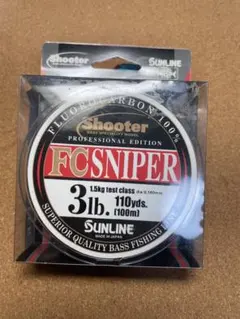 Shooter
SUNLINE
FLUOROCARBON 100%
Shooter
PROFESSIONAL EDITION
FC SNIPER
1.5kg test class
3lb.
110yds.
(100m)
SUNLINE
MADE IN JAPAN
SUPERIOR QUALITY BASS FISHING LINE